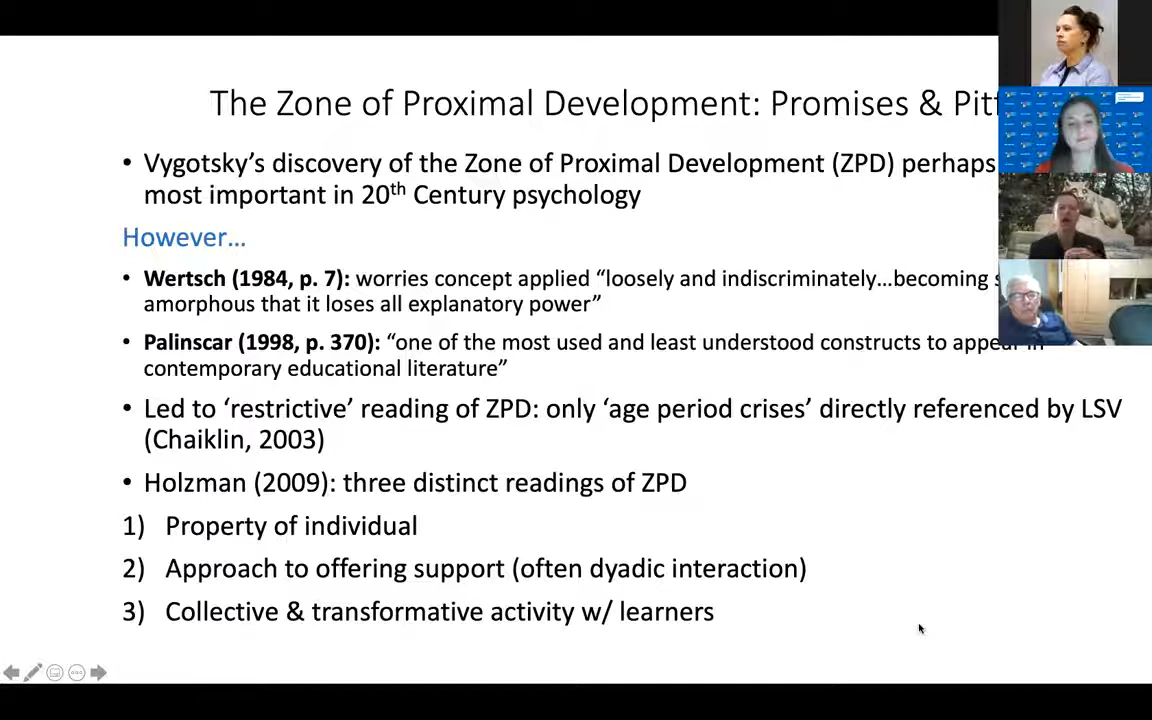 The Zone of Proximal Development: Promises &
• Vygotsky's discovery of the Zone of Proximal Development (ZPD) perhaps
most important in 20th Century psychology
However…
• Wertsch (1984, p. 7): worries concept applied “loosely and indiscriminately…becoming
amorphous that it loses all explanatory power”
• Palinscar (1998, p. 370): “one of the most used and least understood constructs to appear in
contemporary educational literature”
• Led to ‘restrictive’ reading of ZPD: only ‘age period crises’ directly referenced by LSV
(Chaiklin, 2003)
• Holzman (2009): three distinct readings of ZPD
1) Property of individual
2) Approach to offering support (often dyadic interaction)
3) Collective & transformative activity w/ learners